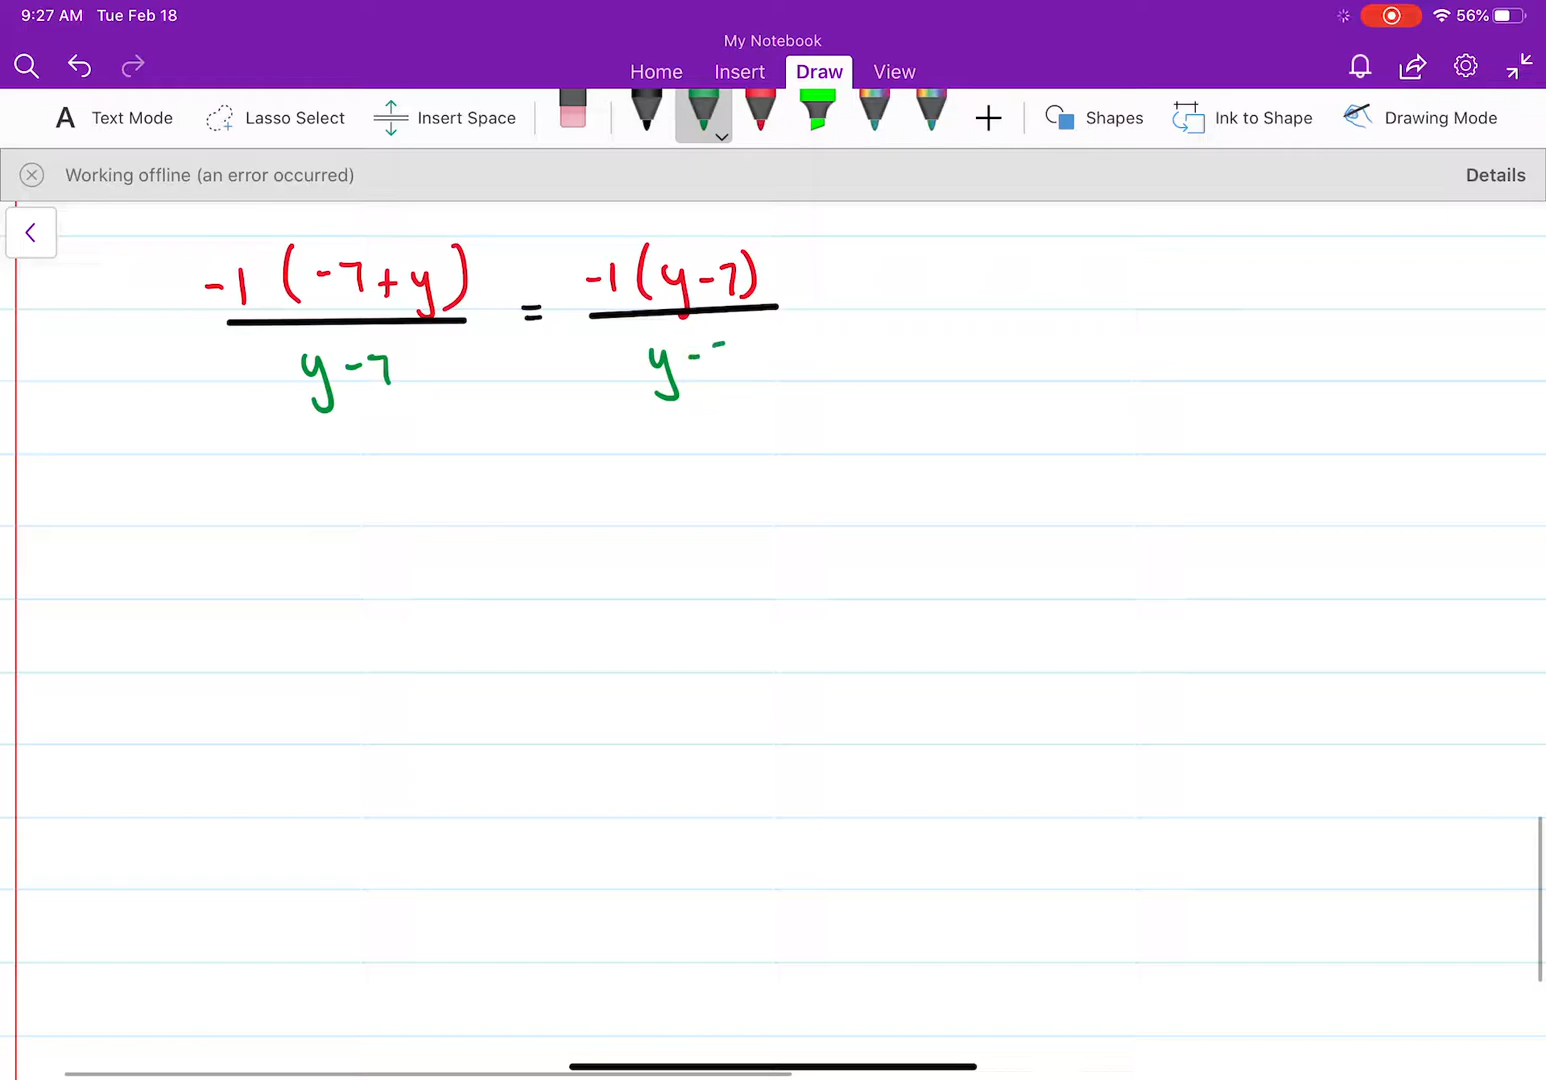 9:27 AM Tue Feb 18 56%
My Notebook
Home Insert Draw View
A Text Mode Lasso Select Insert Space Shapes Ink to Shape Drawing Mode
Working offline (an error occurred) Details
-1 (-7+y) = -1 (y-7)
y-7 y--